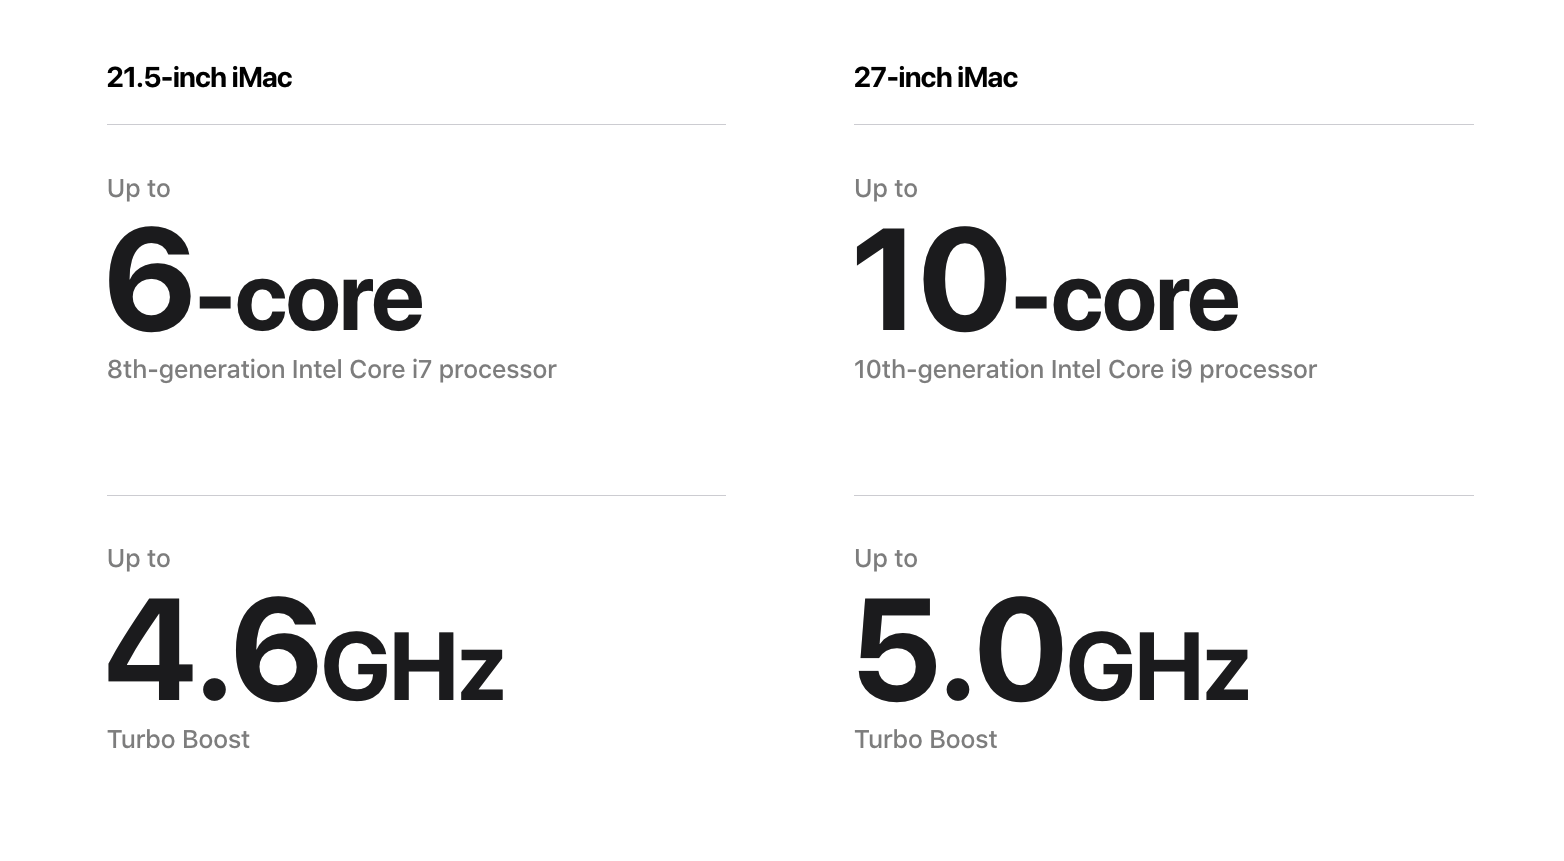 21.5-inch iMac
Up to
6-core
8th-generation Intel Core i7 processor
Up to
4.6GHz
Turbo Boost
27-inch iMac
Up to
10-core
10th-generation Intel Core i9 processor
Up to
5.0GHz
Turbo Boost